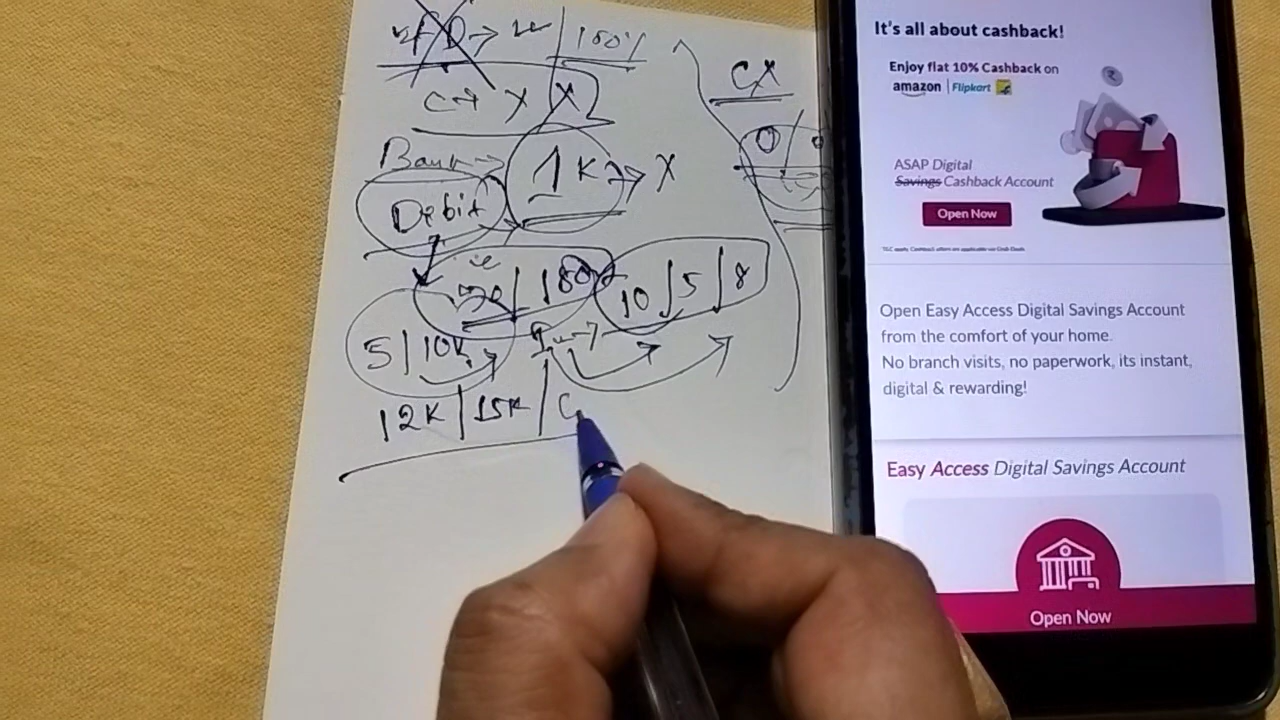 150%
CX
Bank → 1K → X
Debit
10 | 5 | 8
5 | 10K
12K | 15K |
It's all about cashback!
Enjoy flat 10% Cashback on
amazon | Flipkart
ASAP Digital
Savings Cashback Account
Open Now
Open Easy Access Digital Savings Account
from the comfort of your home.
No branch visits, no paperwork, its instant,
digital & rewarding!
Easy Access Digital Savings Account
Open Now